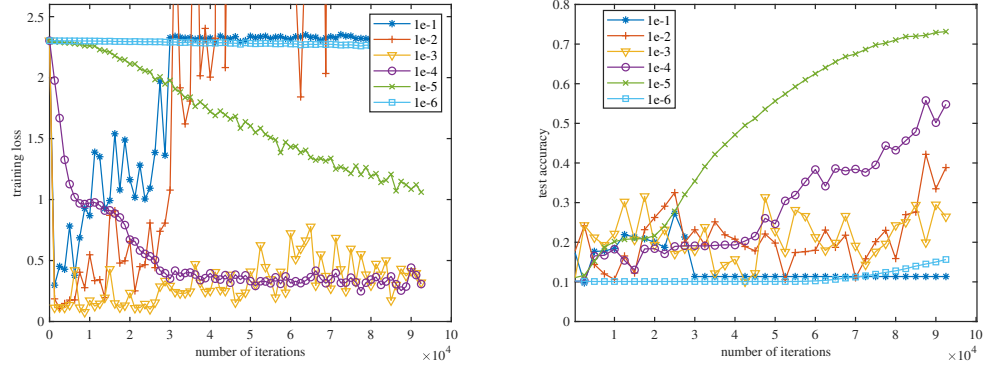 2.5
2
1.5
1
0.5
0
training loss
1e-1
1e-2
1e-3
1e-4
1e-5
1e-6
0 1 2 3 4 5 6 7 8 9 10
number of iterations
×10⁴
0.8
0.7
0.6
0.5
0.4
0.3
0.2
0.1
0
test accuracy
1e-1
1e-2
1e-3
1e-4
1e-5
1e-6
0 1 2 3 4 5 6 7 8 9 10
number of iterations
×10⁴